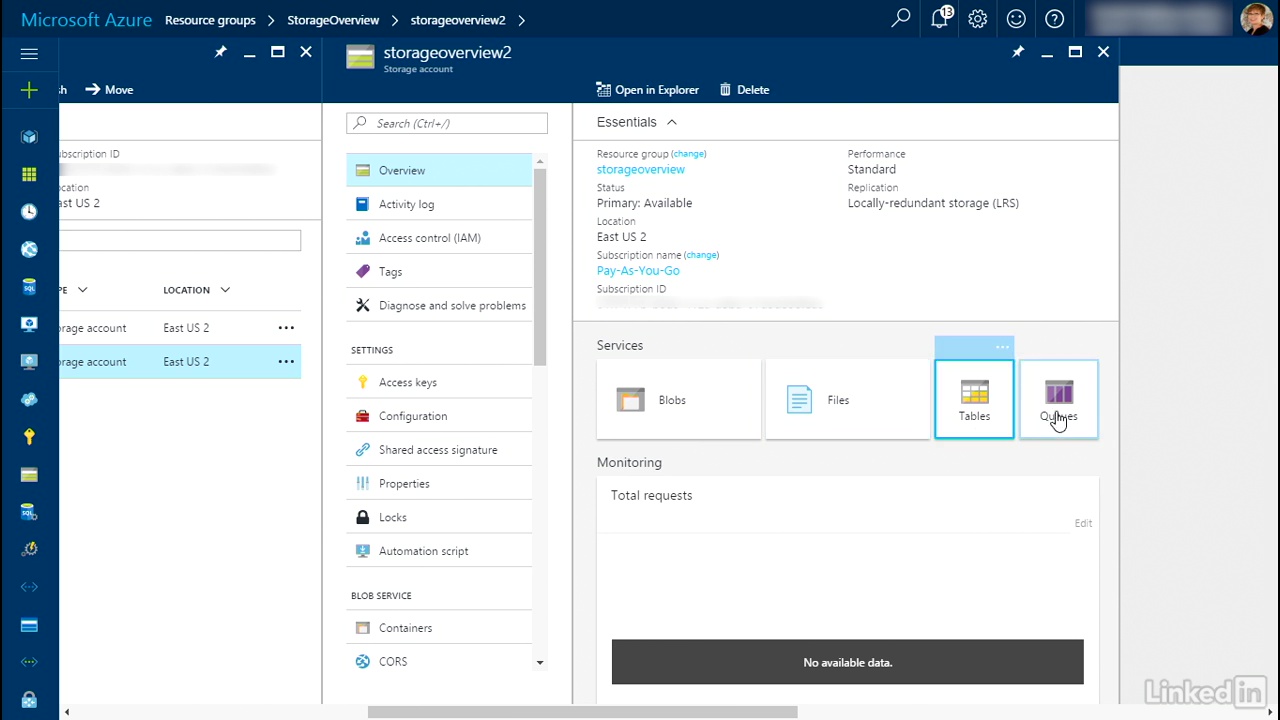 Microsoft Azure Resource groups > StorageOverview > storageoverview2 >
13
storageoverview2
Storage account
sh → Move
Open in Explorer Delete
Search (Ctrl+/)
Essentials
ubscription ID
ocation
ast US 2
PE LOCATION
orage account East US 2 ...
orage account East US 2 ...
Overview
Activity log
Access control (IAM)
Tags
Diagnose and solve problems
SETTINGS
Access keys
Configuration
Shared access signature
Properties
Locks
Automation script
BLOB SERVICE
Containers
CORS
Resource group (change)
storageoverview
Status
Primary: Available
Location
East US 2
Subscription name (change)
Pay-As-You-Go
Subscription ID
Performance
Standard
Replication
Locally-redundant storage (LRS)
Services
...
Blobs
Files
Tables
Queues
Monitoring
Total requests
Edit
No available data.
SQL
SQL
LinkedIn